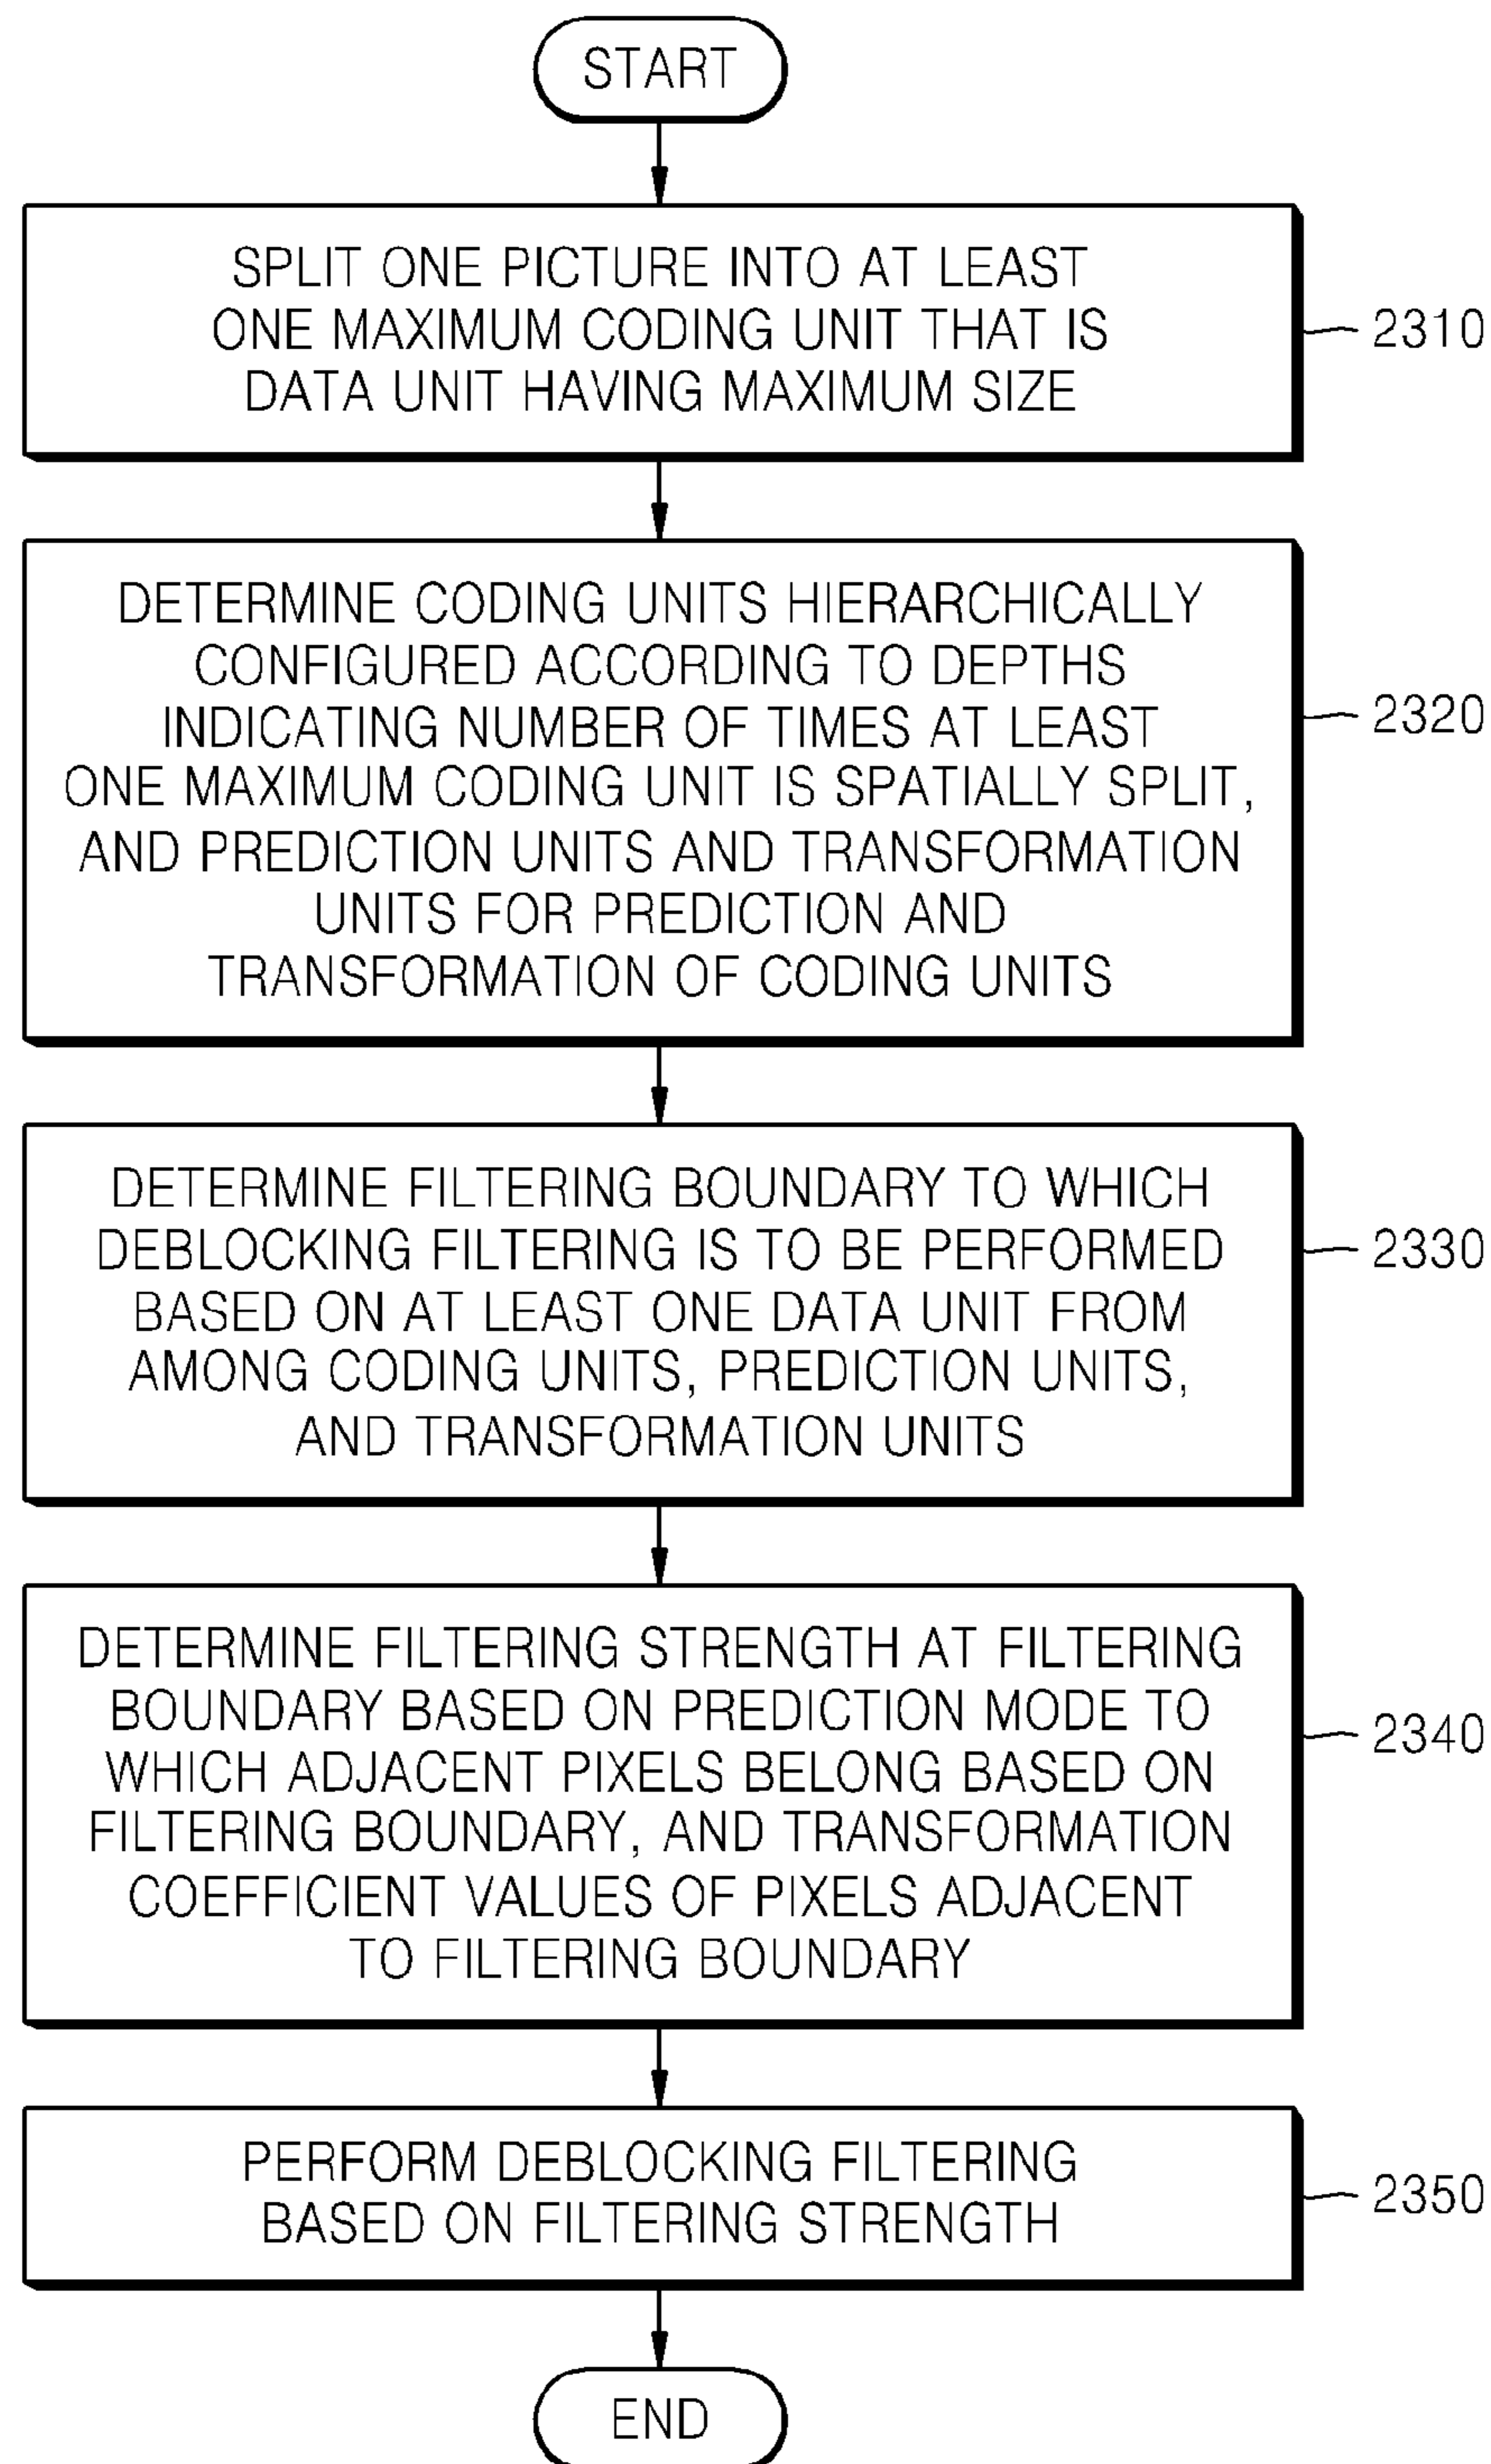 START
SPLIT ONE PICTURE INTO AT LEAST
ONE MAXIMUM CODING UNIT THAT IS
DATA UNIT HAVING MAXIMUM SIZE
2310
DETERMINE CODING UNITS HIERARCHICALLY
CONFIGURED ACCORDING TO DEPTHS
INDICATING NUMBER OF TIMES AT LEAST
ONE MAXIMUM CODING UNIT IS SPATIALLY SPLIT,
AND PREDICTION UNITS AND TRANSFORMATION
UNITS FOR PREDICTION AND
TRANSFORMATION OF CODING UNITS
2320
DETERMINE FILTERING BOUNDARY TO WHICH
DEBLOCKING FILTERING IS TO BE PERFORMED
BASED ON AT LEAST ONE DATA UNIT FROM
AMONG CODING UNITS, PREDICTION UNITS,
AND TRANSFORMATION UNITS
2330
DETERMINE FILTERING STRENGTH AT FILTERING
BOUNDARY BASED ON PREDICTION MODE TO
WHICH ADJACENT PIXELS BELONG BASED ON
FILTERING BOUNDARY, AND TRANSFORMATION
COEFFICIENT VALUES OF PIXELS ADJACENT
TO FILTERING BOUNDARY
2340
PERFORM DEBLOCKING FILTERING
BASED ON FILTERING STRENGTH
2350
END